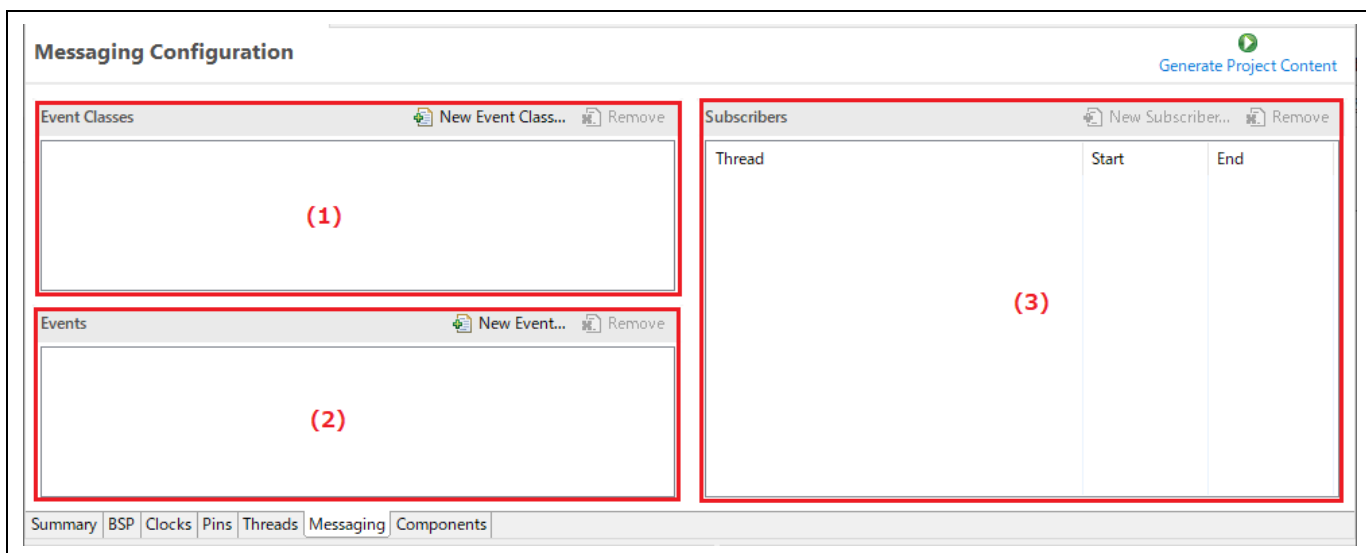 Messaging Configuration
Generate Project Content
Event Classes New Event Class... Remove
(1)
Events New Event... Remove
(2)
Subscribers New Subscriber... Remove
Thread Start End
(3)
Summary BSP Clocks Pins Threads Messaging Components